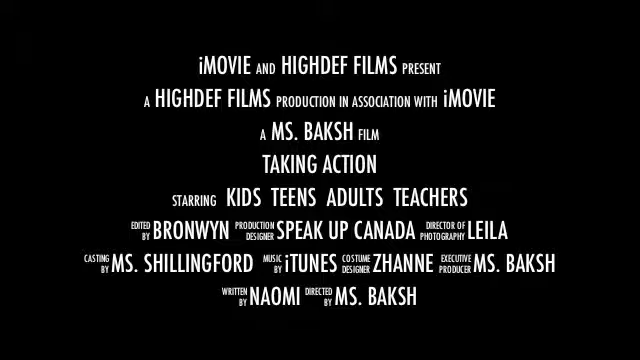 iMOVIE AND HIGHDEF FILMS PRESENT
A HIGHDEF FILMS PRODUCTION IN ASSOCIATION WITH iMOVIE
A MS. BAKSH FILM
TAKING ACTION
STARRING KIDS TEENS ADULTS TEACHERS
EDITED BY BRONWYN PRODUCTION DESIGNER SPEAK UP CANADA DIRECTOR OF PHOTOGRAPHY LEILA
CASTING BY MS. SHILLINGFORD MUSIC BY iTUNES COSTUME DESIGNER ZHANNE EXECUTIVE PRODUCER MS. BAKSH
WRITTEN BY NAOMI DIRECTED BY MS. BAKSH